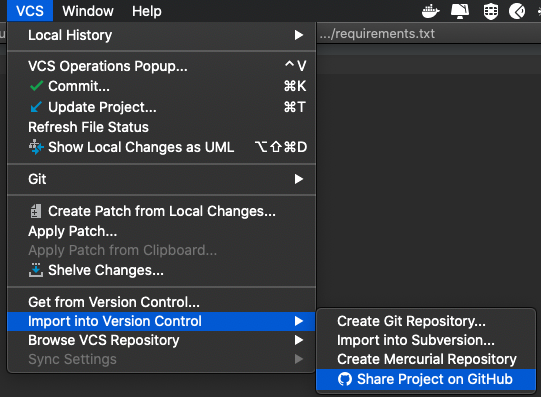 VCS Window Help
.../requirements.txt
Local History
VCS Operations Popup... ⌃V
Commit... ⌘K
Update Project... ⌘T
Refresh File Status
Show Local Changes as UML ⌥⇧⌘D
Git
Create Patch from Local Changes...
Apply Patch...
Apply Patch from Clipboard...
Shelve Changes...
Get from Version Control...
Import into Version Control
Browse VCS Repository
Sync Settings
Create Git Repository...
Import into Subversion...
Create Mercurial Repository
Share Project on GitHub